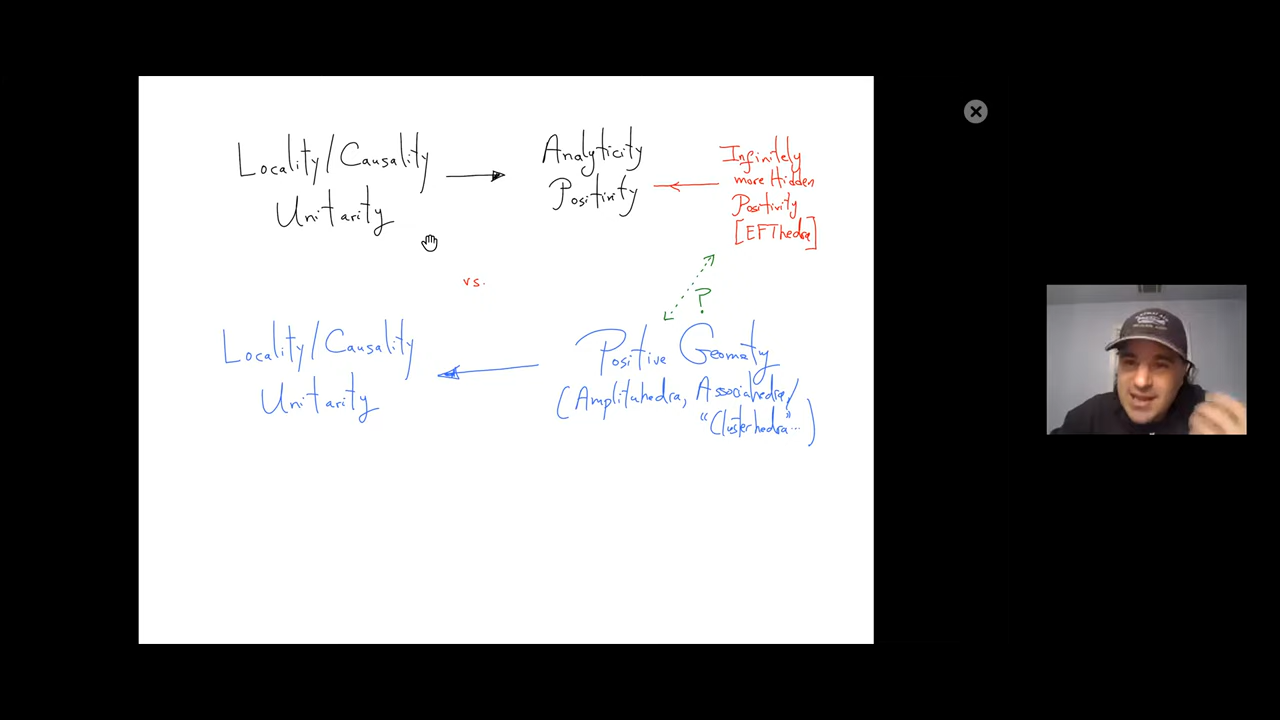 Locality/Causality
Unitarity
Analyticity
Positivity
Infinitely
more Hidden
Positivity
[EFThedra]
vs.
?
Locality/Causality
Unitarity
Positive Geometry
(Amplituhedra, Associahedra/
"Clusterhedra"...)